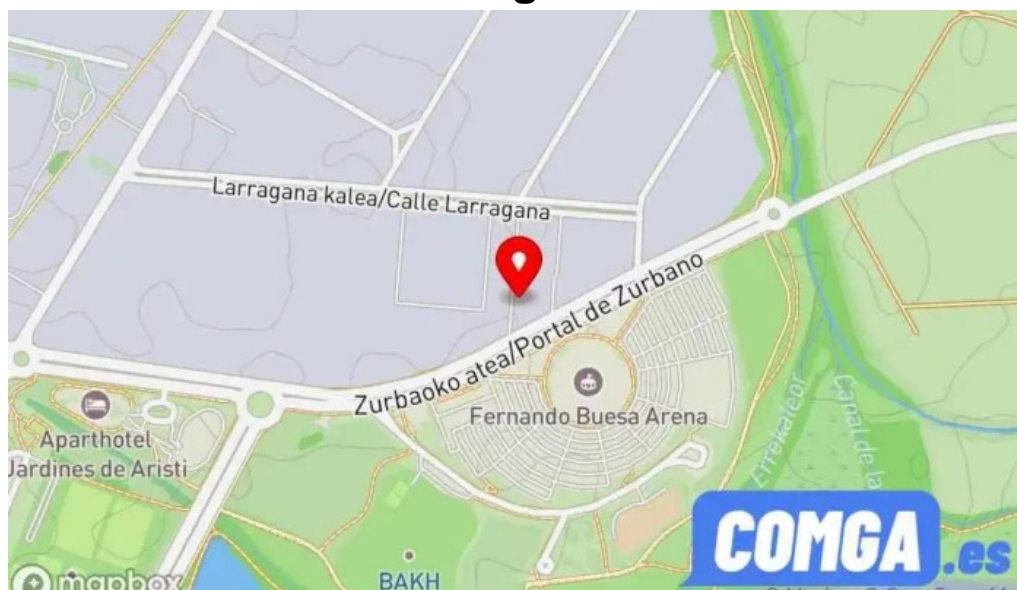 Larragana kalea/Calle Larragana
Zurbaoko atea/Portal de Zurbano
Fernando Buesa Arena
Aparthotel
Jardines de Aristi
Errekaleor
Canal de la
BAKH
mapbox
COMGA.es